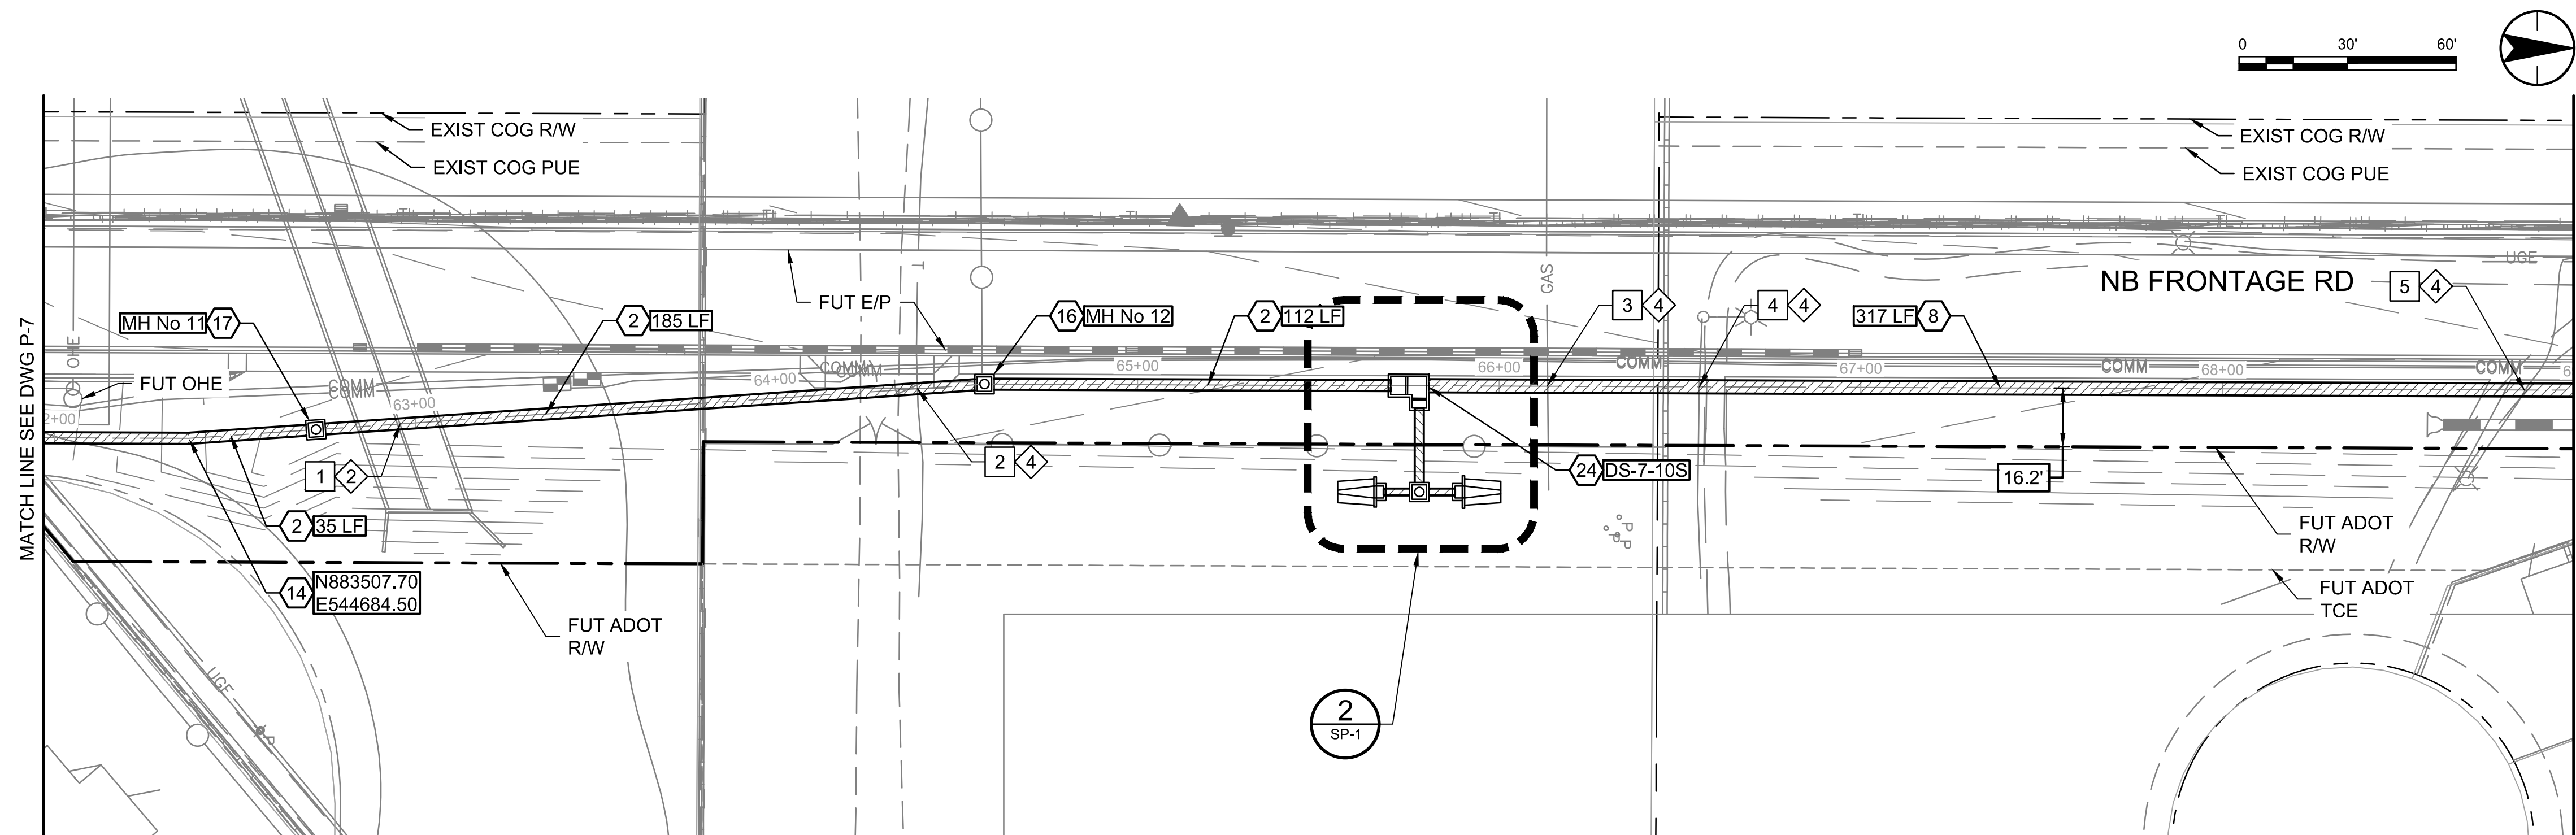 0 30' 60'
EXIST COG R/W
EXIST COG PUE
EXIST COG R/W
EXIST COG PUE
MATCH LINE SEE DWG P-7
OHE
FUT OHE
MH No 11 17
2 185 LF
FUT E/P
T
16 MH No 12
2 112 LF
GAS
3 4
4 4
317 LF 8
NB FRONTAGE RD
5 4
UGE
COMM
COMM
COMM
COMM
COMM
COMM
2+00
63+00
64+00
65+00
66+00
67+00
68+00
6
1 2
2 35 LF
14 N883507.70
E544684.50
2 4
24 DS-7-10S
16.2'
FUT ADOT
R/W
FUT ADOT
R/W
FUT ADOT
TCE
UGE
P
P
P
2
SP-1